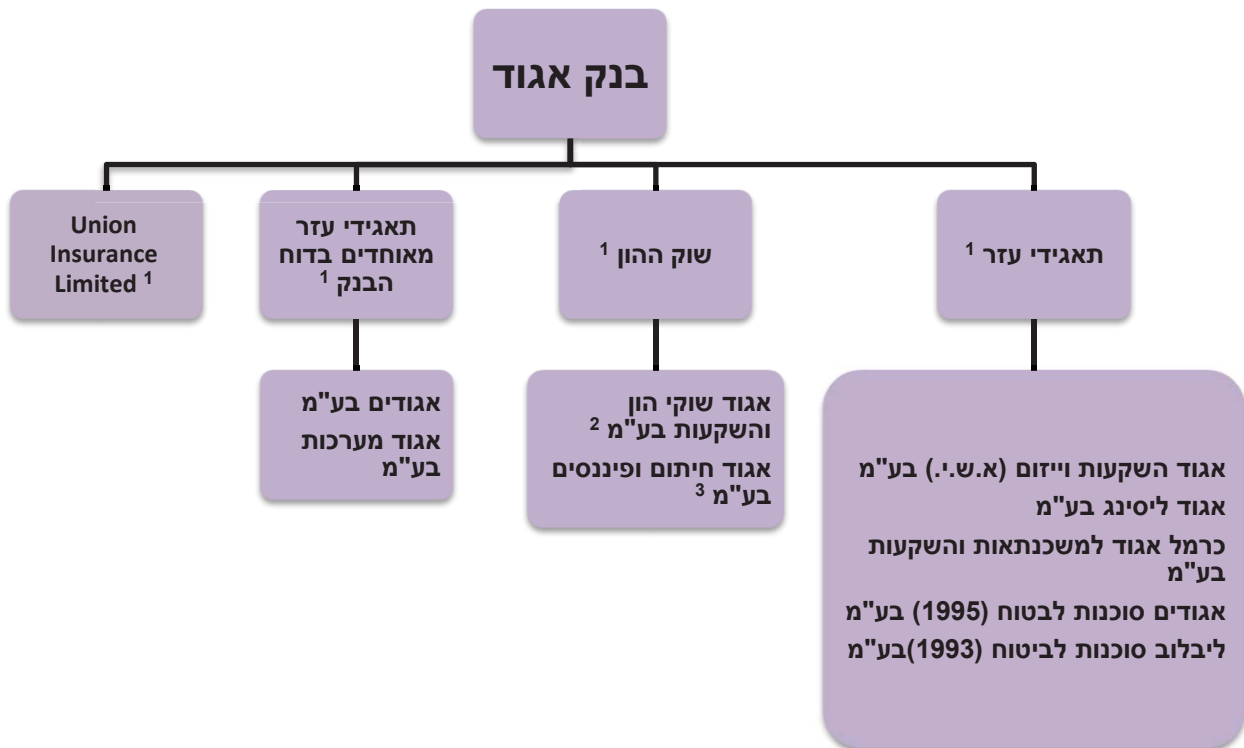 בנק אגוד
תאגידי עזר 1
שוק ההון 1
תאגידי עזר
מאוחדים בדוח
הבנק 1
Union
Insurance
Limited 1
אגוד השקעות וייזום (א.ש.י.) בע"מ
אגוד ליסינג בע"מ
כרמל אגוד למשכנתאות והשקעות
בע"מ
אגודים סוכנות לבטוח (1995) בע"מ
ליבלוב סוכנות לביטוח (1993)בע"מ
אגוד שוקי הון
והשקעות בע"מ 2
אגוד חיתום ופיננסים
בע"מ 3
אגודים בע"מ
אגוד מערכות
בע"מ